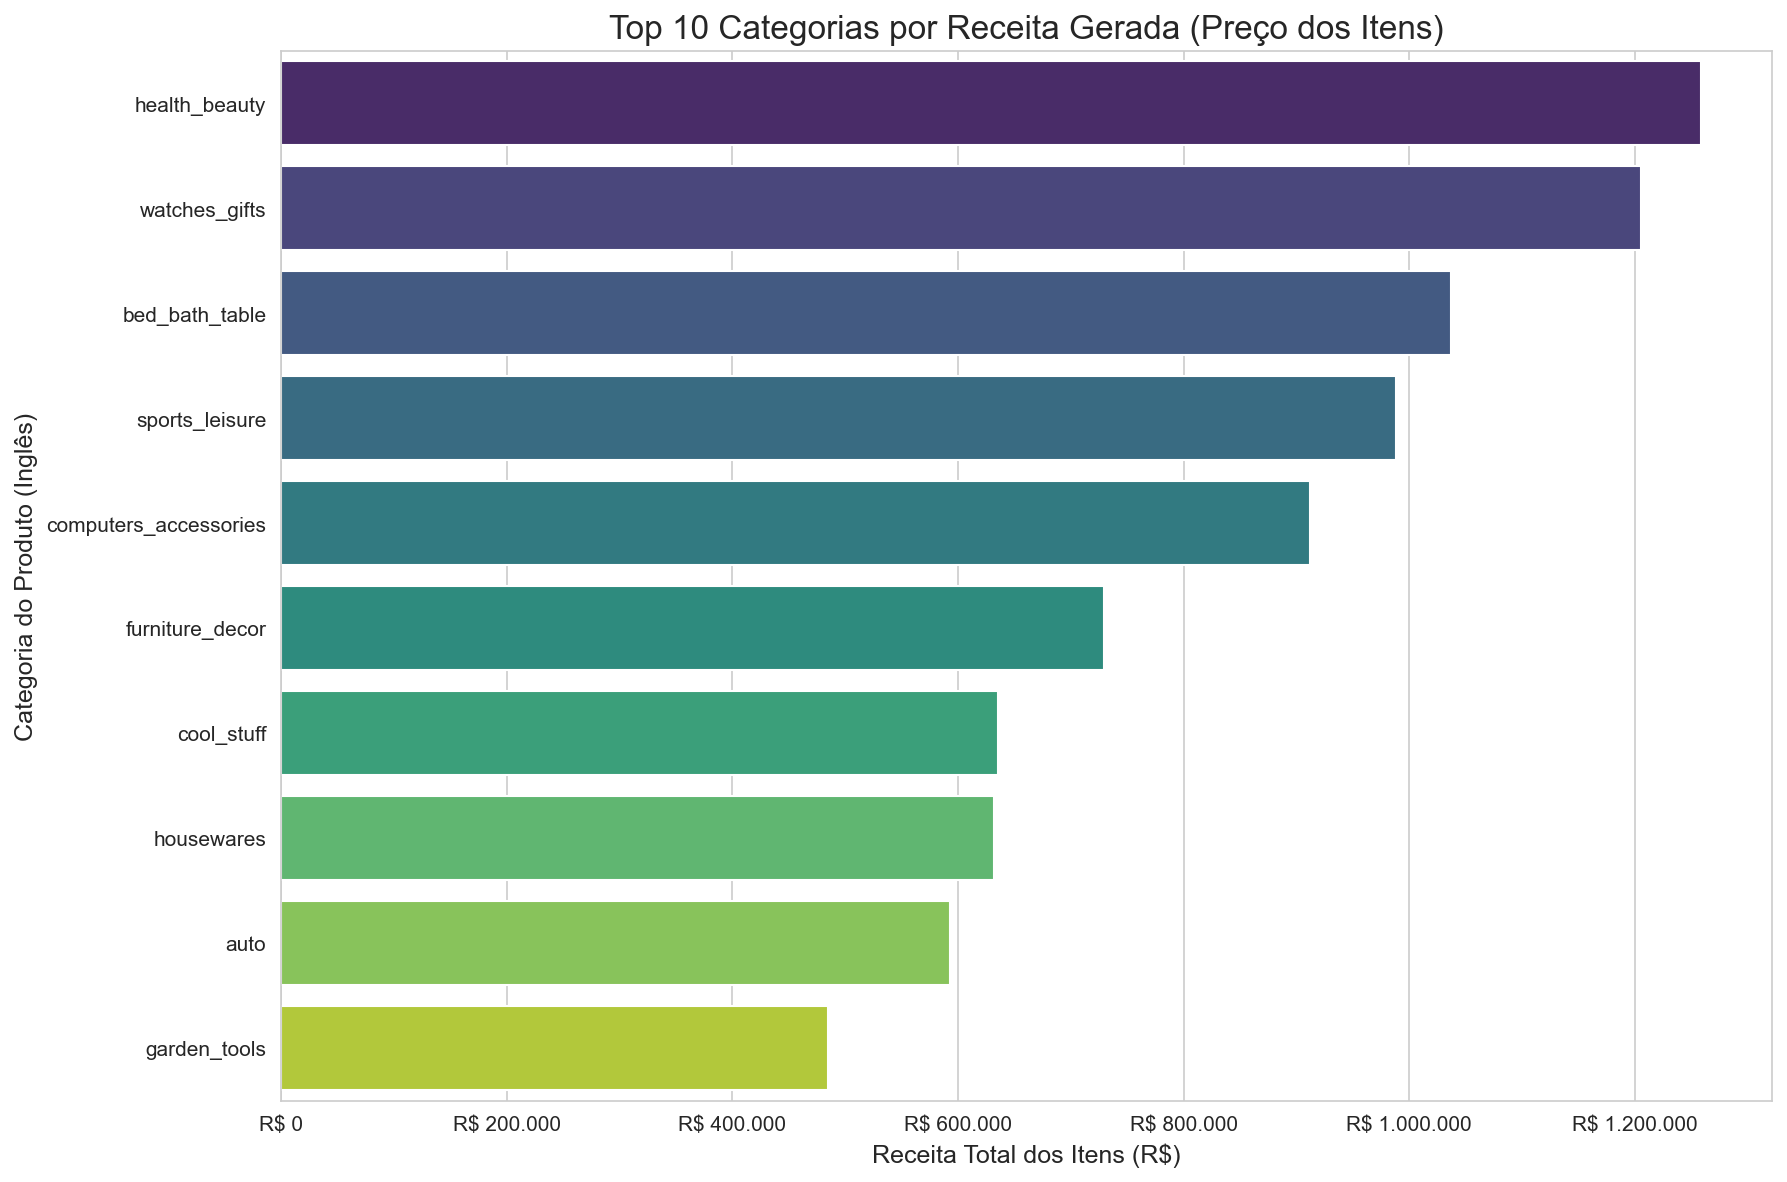 Top 10 Categorias por Receita Gerada (Preço dos Itens)
Categoria do Produto (Inglês)
health_beauty
watches_gifts
bed_bath_table
sports_leisure
computers_accessories
furniture_decor
cool_stuff
housewares
auto
garden_tools
R$ 0 R$ 200.000 R$ 400.000 R$ 600.000 R$ 800.000 R$ 1.000.000 R$ 1.200.000
Receita Total dos Itens (R$)